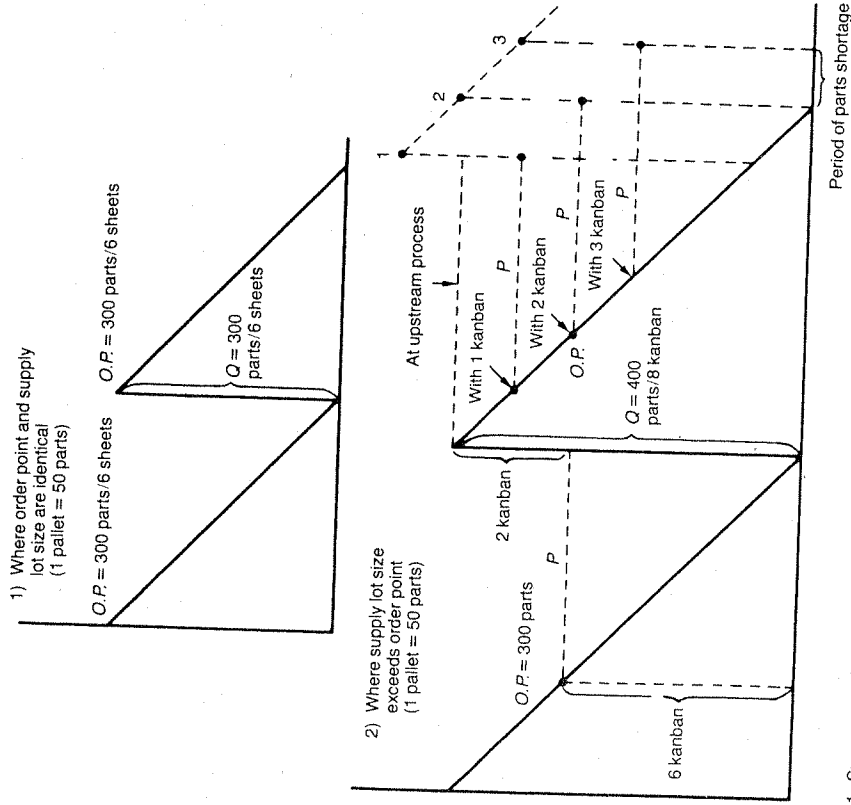 1) Where order point and supply
lot size are identical
(1 pallet = 50 parts)
O.P. = 300 parts/6 sheets
O.P. = 300 parts/6 sheets
Q = 300
parts/6 sheets
2) Where supply lot size
exceeds order point
(1 pallet = 50 parts)
O.P. = 300 parts
P
6 kanban
2 kanban
Q = 400
parts/8 kanban
At upstream process
With 1 kanban
P
With 2 kanban
O.P.
P
With 3 kanban
P
1
2
3
Period of parts shortage